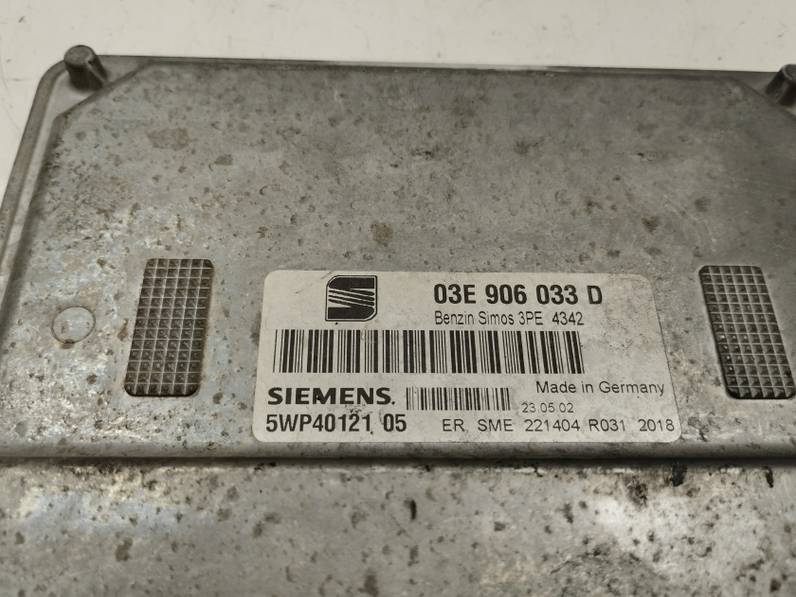 03E 906 033 D
Benzin Simos 3PE 4342
Made in Germany
SIEMENS.
23.05.02
5WP40121 05 ER SME 221404 R031 2018